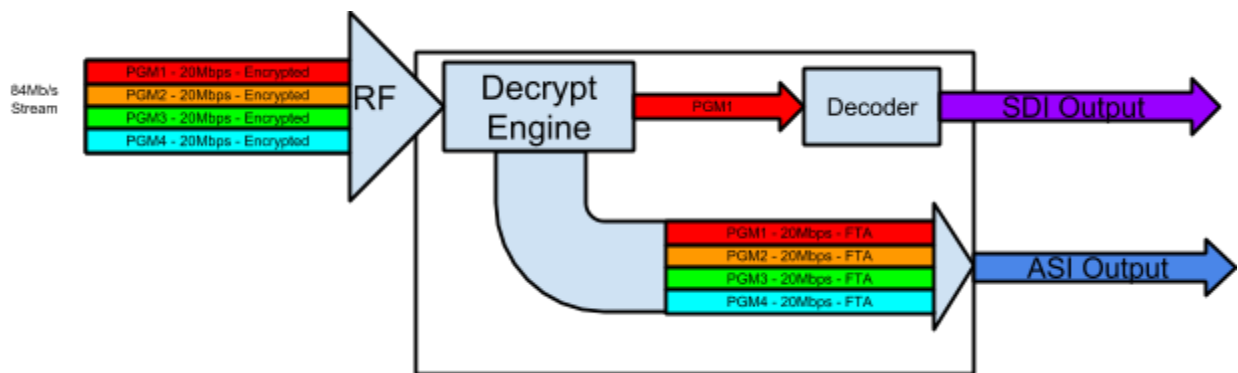 84Mb/s
Stream
PGM1 - 20Mbps - Encrypted
PGM2 - 20Mbps - Encrypted
PGM3 - 20Mbps - Encrypted
PGM4 - 20Mbps - Encrypted
RF
Decrypt
Engine
PGM1
Decoder
SDI Output
PGM1 - 20Mbps - FTA
PGM2 - 20Mbps - FTA
PGM3 - 20Mbps - FTA
PGM4 - 20Mbps - FTA
ASI Output